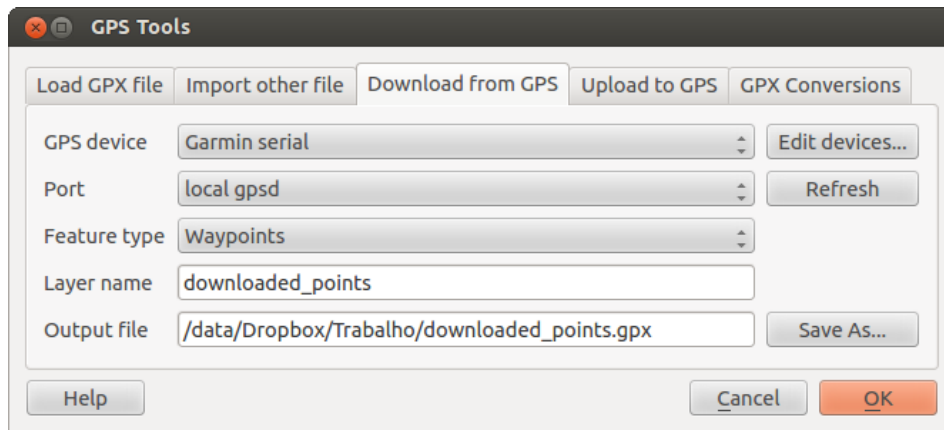 GPS Tools
Load GPX file Import other file Download from GPS Upload to GPS GPX Conversions
GPS device Garmin serial Edit devices...
Port local gpsd Refresh
Feature type Waypoints
Layer name downloaded_points
Output file /data/Dropbox/Trabalho/downloaded_points.gpx Save As...
Help Cancel OK